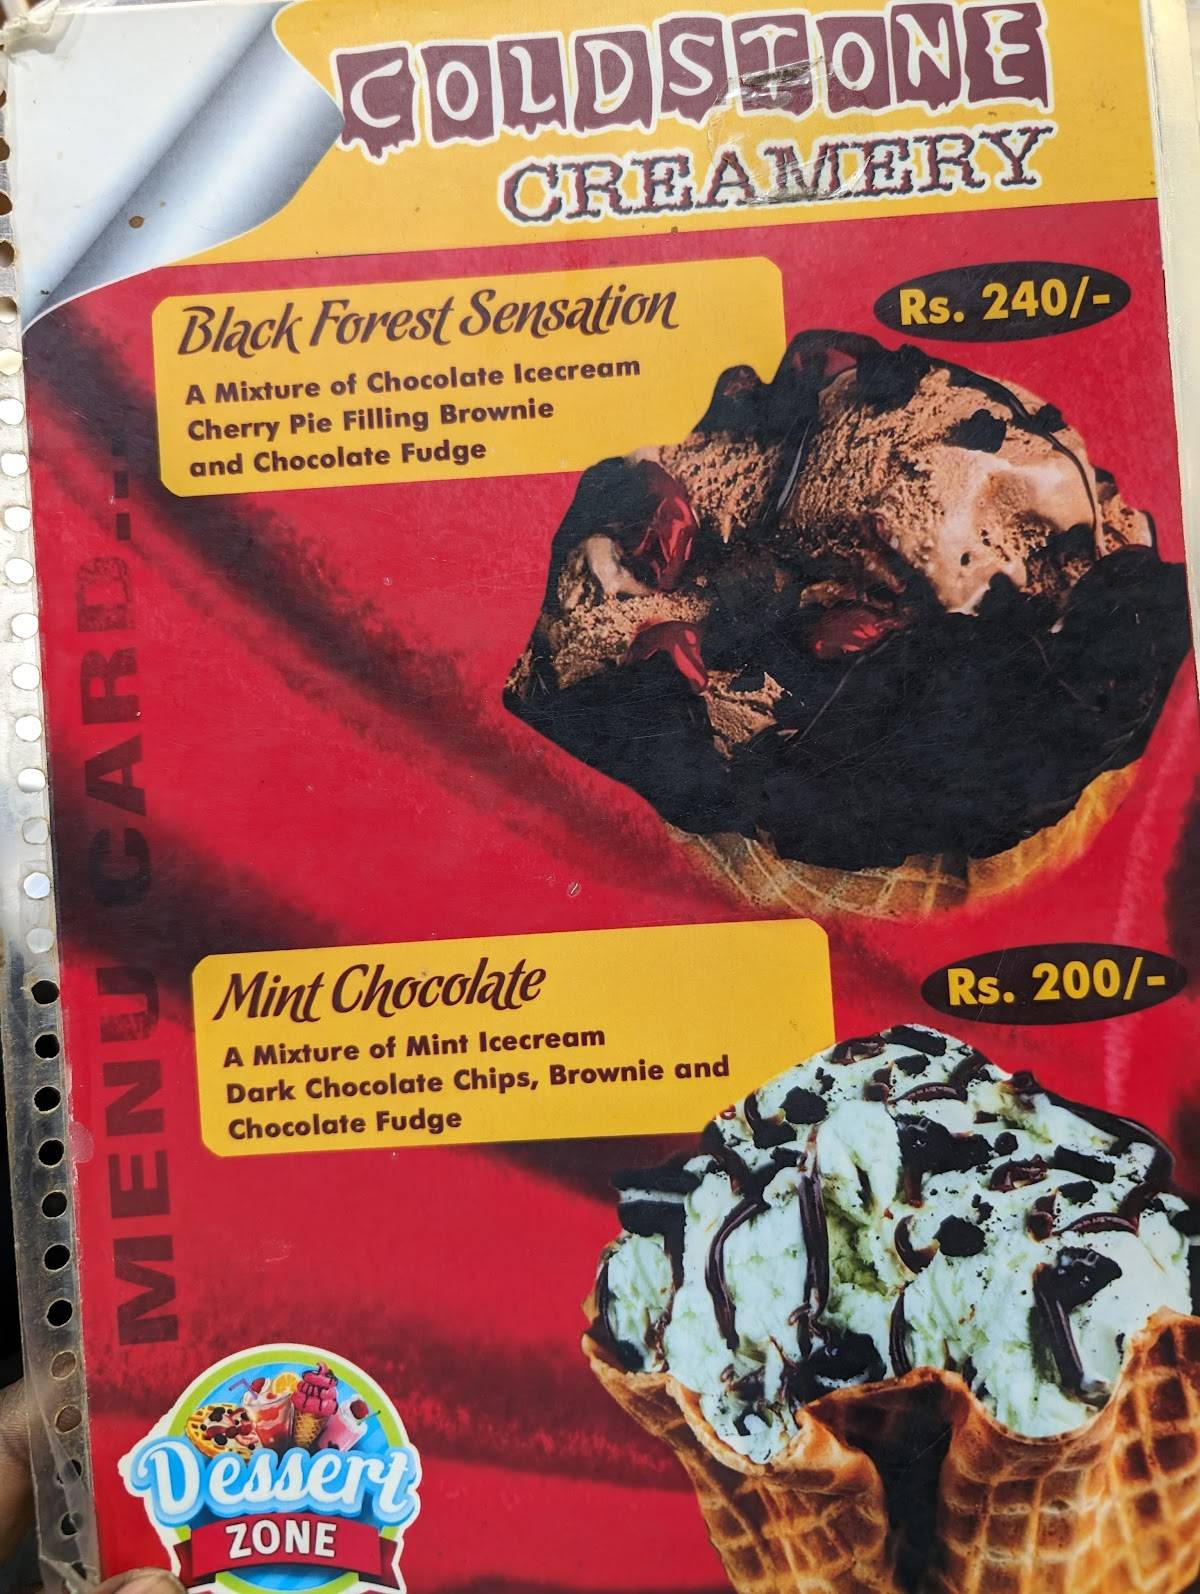 COLDSTONE
CREAMERY
Black Forest Sensation
Rs. 240/-
A Mixture of Chocolate Icecream
Cherry Pie Filling Brownie
and Chocolate Fudge
MENU CARD--
Mint Chocolate
Rs. 200/-
A Mixture of Mint Icecream
Dark Chocolate Chips, Brownie and
Chocolate Fudge
e
Dessert
ZONE